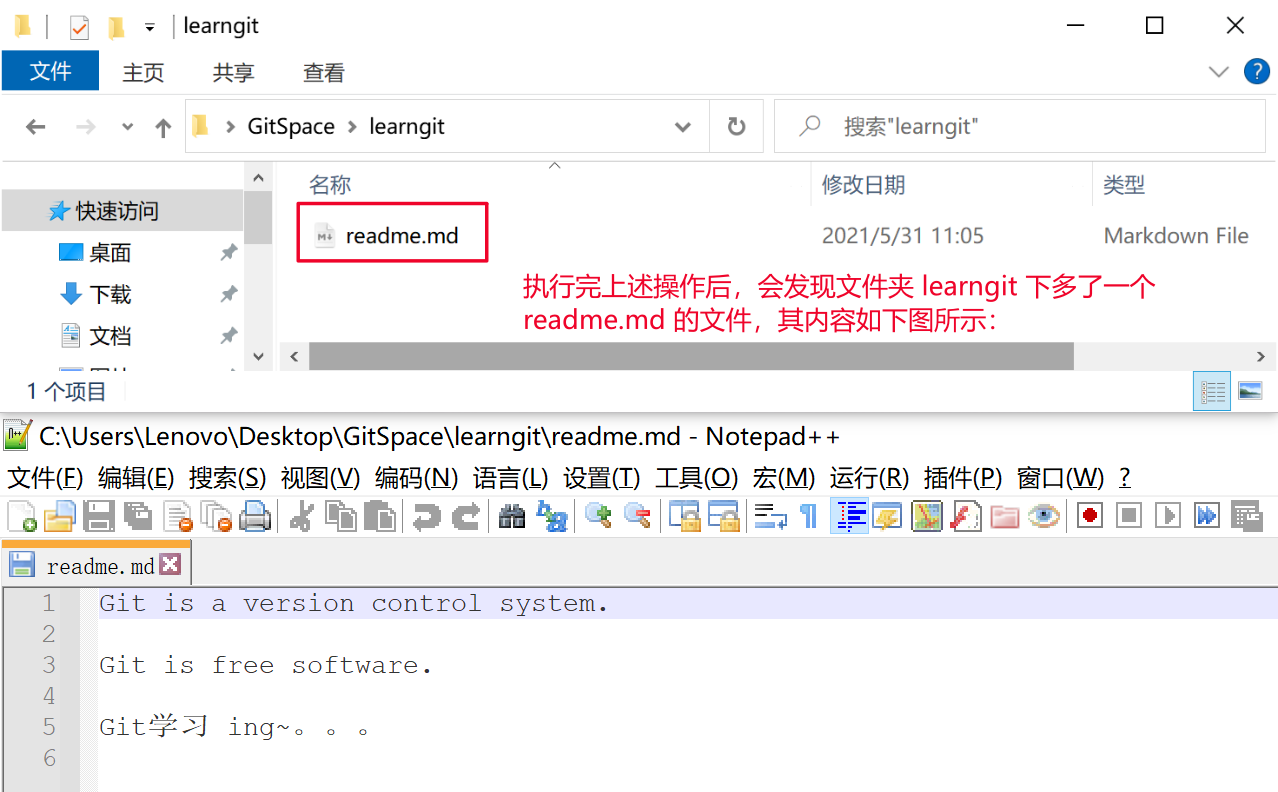 learngit
文件 主页 共享 查看
GitSpace learngit 搜索"learngit"
名称 修改日期 类型
快速访问
readme.md 2021/5/31 11:05 Markdown File
桌面
下载
执行完上述操作后，会发现文件夹 learngit 下多了一个
readme.md 的文件，其内容如下图所示：
文档
1 个项目
C:\Users\Lenovo\Desktop\GitSpace\learngit\readme.md - Notepad++
文件(F) 编辑(E) 搜索(S) 视图(V) 编码(N) 语言(L) 设置(T) 工具(O) 宏(M) 运行(R) 插件(P) 窗口(W) ?
readme.md
1 Git is a version control system.
2
3 Git is free software.
4
5 Git学习 ing~。。。
6